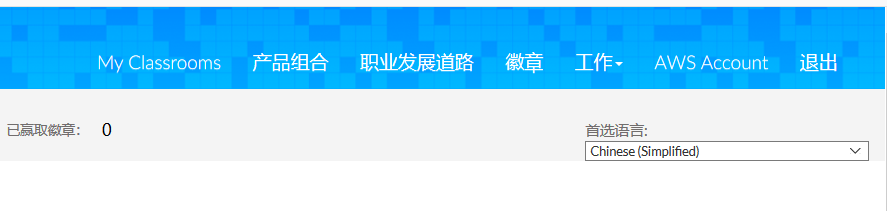 My Classrooms 产品组合 职业发展道路 徽章 工作 AWS Account 退出
已赢取徽章： 0
首选语言:
Chinese (Simplified)